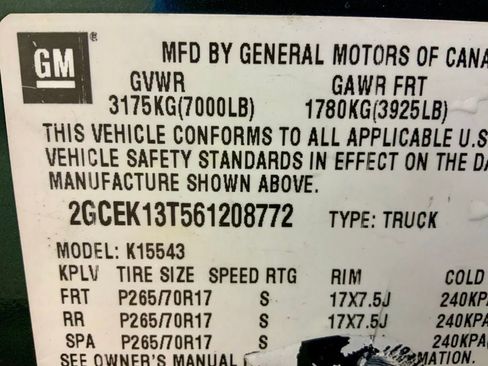 GM
MFD BY GENERAL MOTORS OF CANA
GVWR GAWR FRT
3175KG(7000LB) 1780KG(3925LB)
THIS VEHICLE CONFORMS TO ALL APPLICABLE U.S
VEHICLE SAFETY STANDARDS IN EFFECT ON THE DA
MANUFACTURE SHOWN ABOVE.
2GCEK13T561208772 TYPE: TRUCK
MODEL: K15543
KPLV TIRE SIZE SPEED RTG RIM COLD
FRT P265/70R17 S 17X7.5J 240KPA
RR P265/70R17 S 17X7.5J 240KPA
SPA P265/70R17 S 240KPA
SEE OWNER'S MANUAL RMATION.